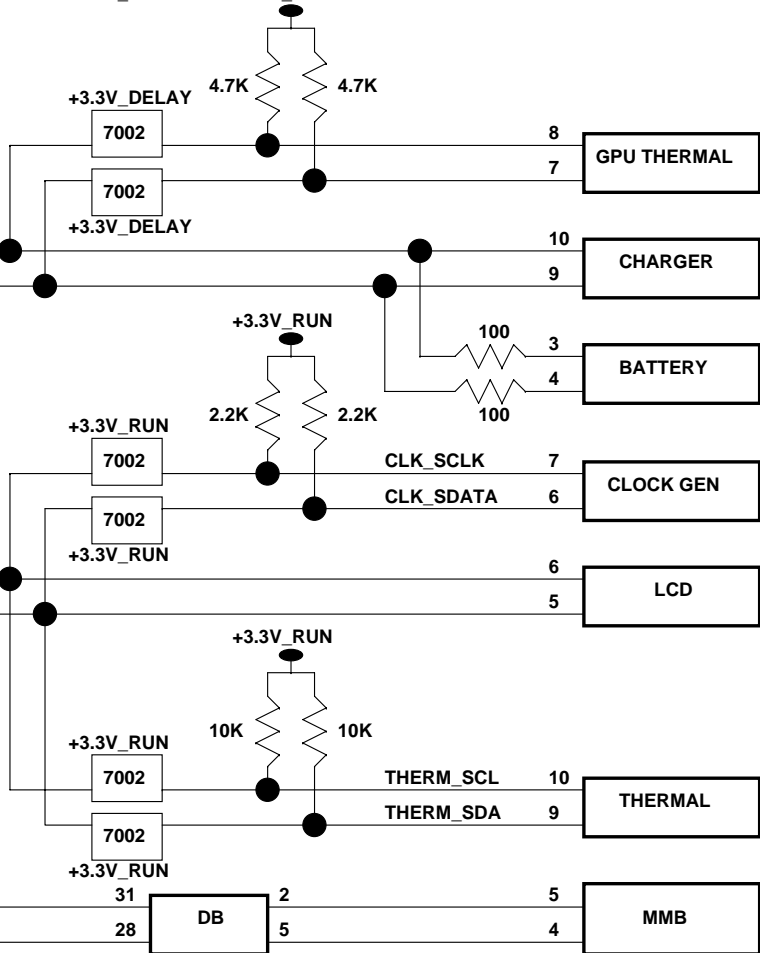 4.7K 4.7K
+3.3V_DELAY
7002
8
GPU THERMAL
7
7002
+3.3V_DELAY
10
CHARGER
9
+3.3V_RUN
100
3
BATTERY
4
100
2.2K 2.2K
+3.3V_RUN
7002
CLK_SCLK 7
CLOCK GEN
CLK_SDATA 6
7002
+3.3V_RUN
6
LCD
5
+3.3V_RUN
10K 10K
+3.3V_RUN
7002
THERM_SCL 10
THERMAL
THERM_SDA 9
7002
+3.3V_RUN
31 2 5
DB MMB
28 5 4